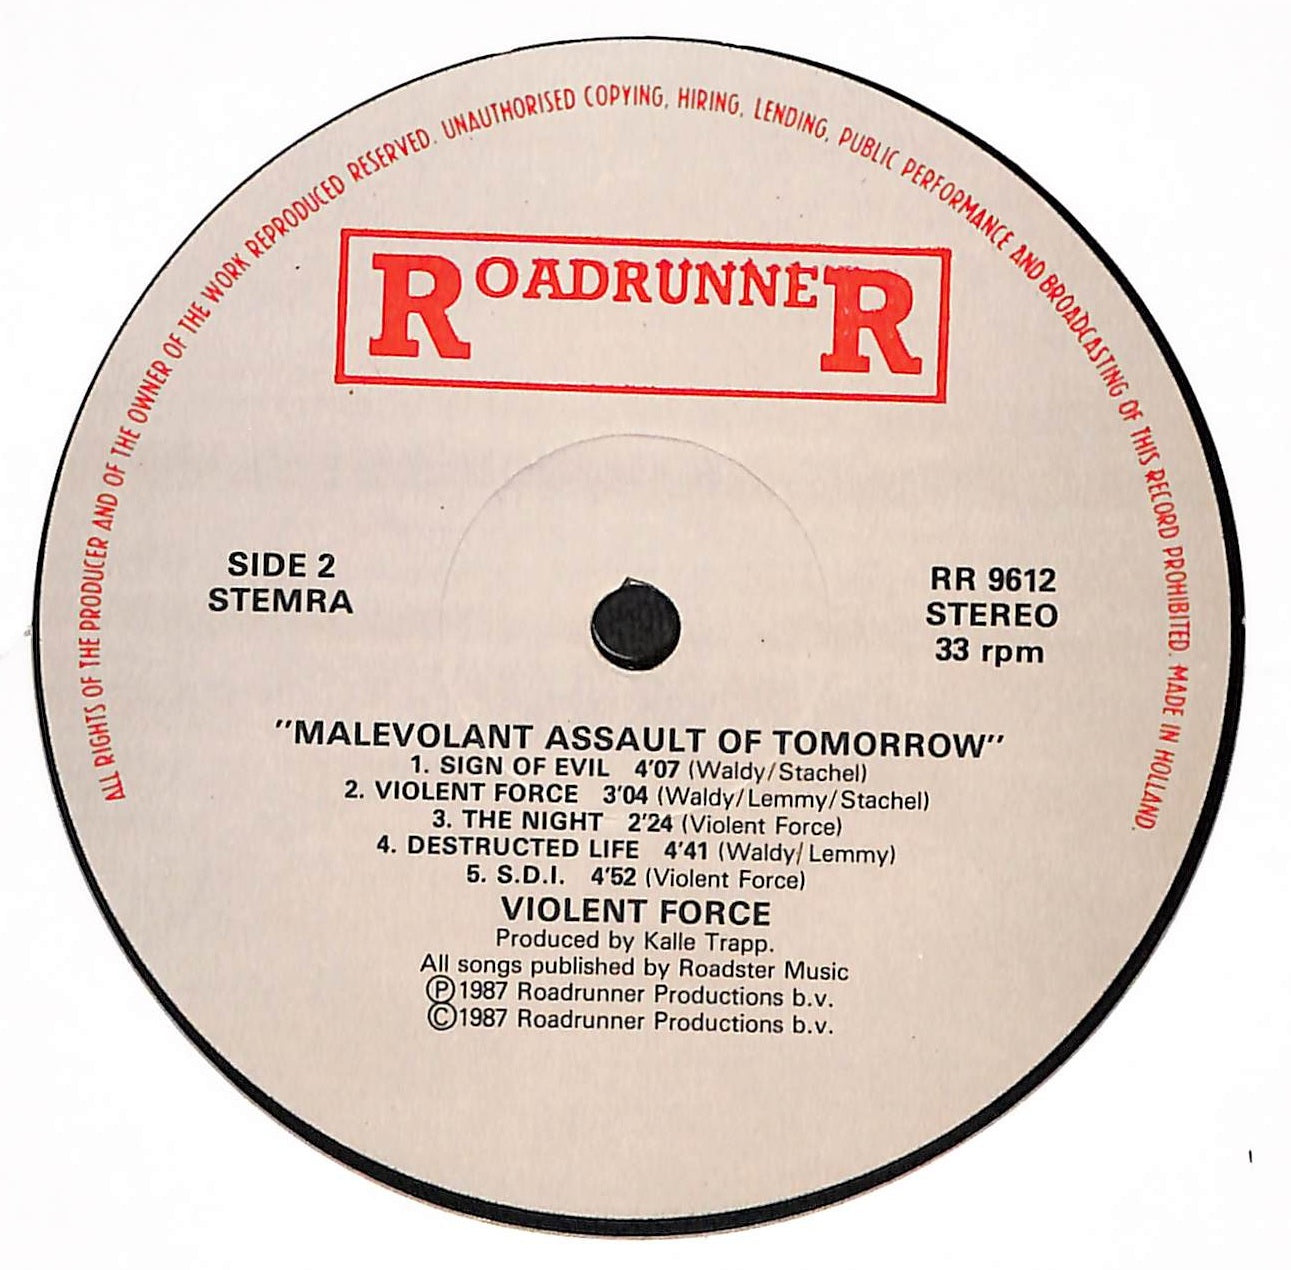 ALL RIGHTS OF THE PRODUCER AND OF THE OWNER OF THE WORK REPRODUCED RESERVED. UNAUTHORISED COPYING, HIRING, LENDING, PUBLIC PERFORMANCE AND BROADCASTING OF THIS RECORD PROHIBITED. MADE IN HOLLAND.
ROADRUNNER
SIDE 2
STEMRA
RR 9612
STEREO
33 rpm
"MALEVOLANT ASSAULT OF TOMORROW"
1. SIGN OF EVIL 4'07 (Waldy/Stachel)
2. VIOLENT FORCE 3'04 (Waldy/Lemmy/Stachel)
3. THE NIGHT 2'24 (Violent Force)
4. DESTRUCTED LIFE 4'41 (Waldy/Lemmy)
5. S.D.I. 4'52 (Violent Force)
VIOLENT FORCE
Produced by Kalle Trapp.
All songs published by Roadster Music
Ⓟ1987 Roadrunner Productions b.v.
©1987 Roadrunner Productions b.v.